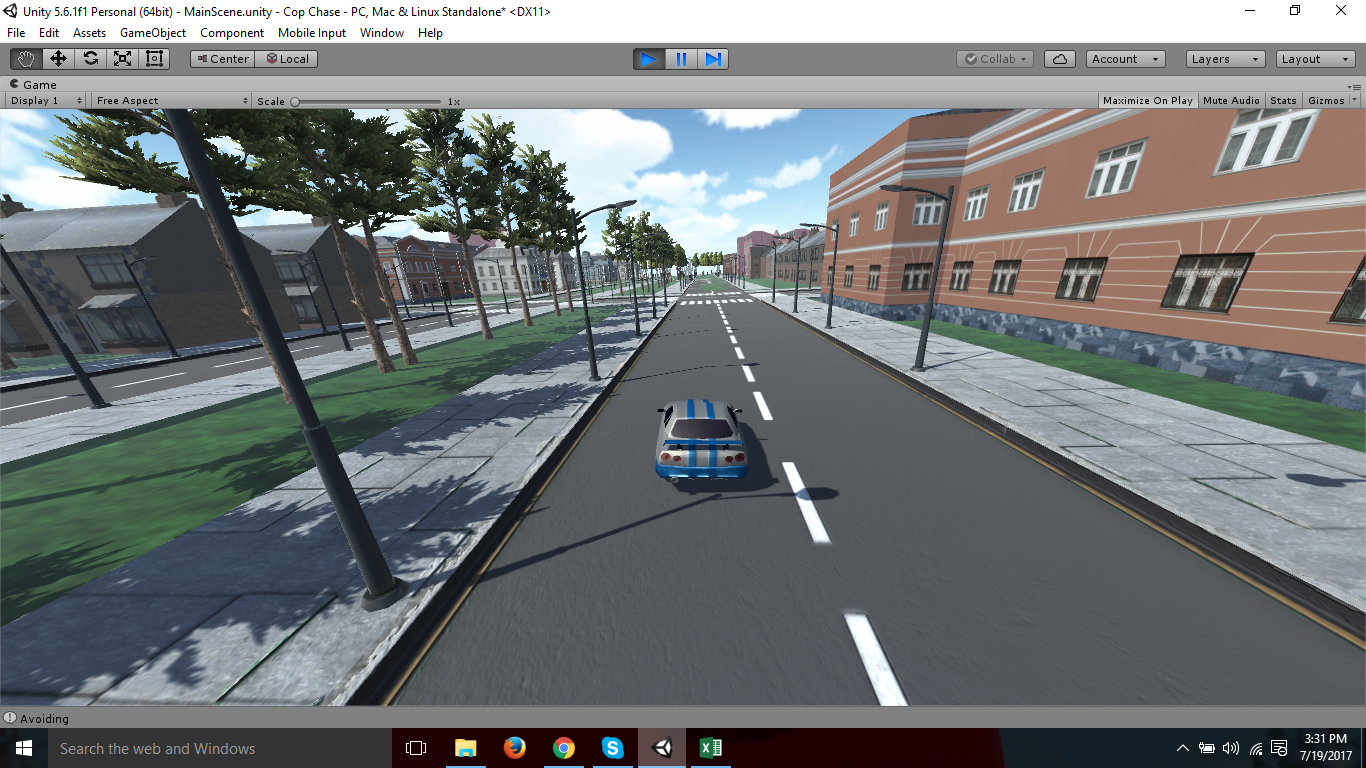 Unity 5.6.1f1 Personal (64bit) - MainScene.unity - Cop Chase - PC, Mac & Linux Standalone* <DX11>
File Edit Assets GameObject Component Mobile Input Window Help
Center Local Collab Account Layers Layout
Game
Display 1 Free Aspect Scale 1x Maximize On Play Mute Audio Stats Gizmos
Avoiding
Search the web and Windows
3:31 PM
7/19/2017